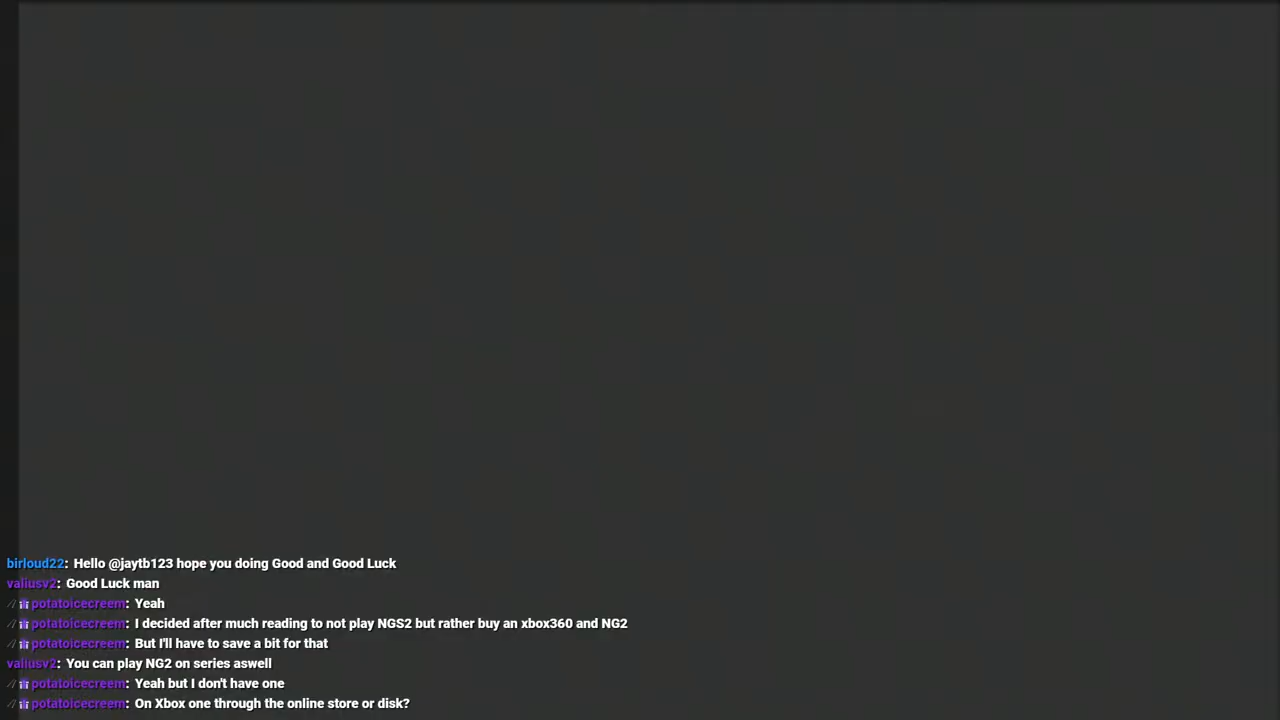 birloud22: Hello @jaytb123 hope you doing Good and Good Luck
valiusv2: Good Luck man
potatoicecreem: Yeah
potatoicecreem: I decided after much reading to not play NGS2 but rather buy an xbox360 and NG2
potatoicecreem: But I'll have to save a bit for that
valiusv2: You can play NG2 on series aswell
potatoicecreem: Yeah but I don't have one
potatoicecreem: On Xbox one through the online store or disk?